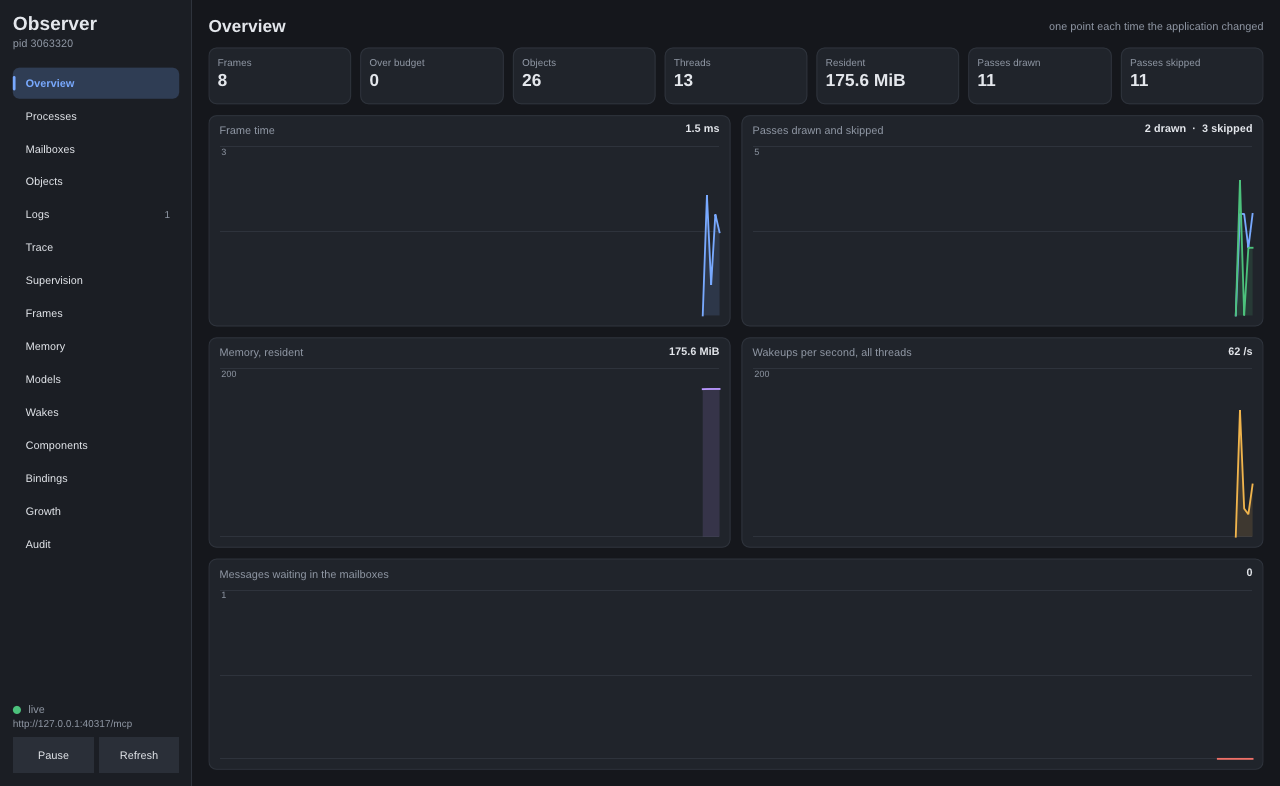 Observer
pid 3063320
Overview
Processes
Mailboxes
Objects
Logs 1
Trace
Supervision
Frames
Memory
Models
Wakes
Components
Bindings
Growth
Audit
live
http://127.0.0.1:40317/mcp
Pause Refresh
Overview one point each time the application changed
Frames Over budget Objects Threads Resident Passes drawn Passes skipped
8 0 26 13 175.6 MiB 11 11
Frame time 1.5 ms
3
Passes drawn and skipped 2 drawn · 3 skipped
5
Memory, resident 175.6 MiB
200
Wakeups per second, all threads 62 /s
200
Messages waiting in the mailboxes 0
1